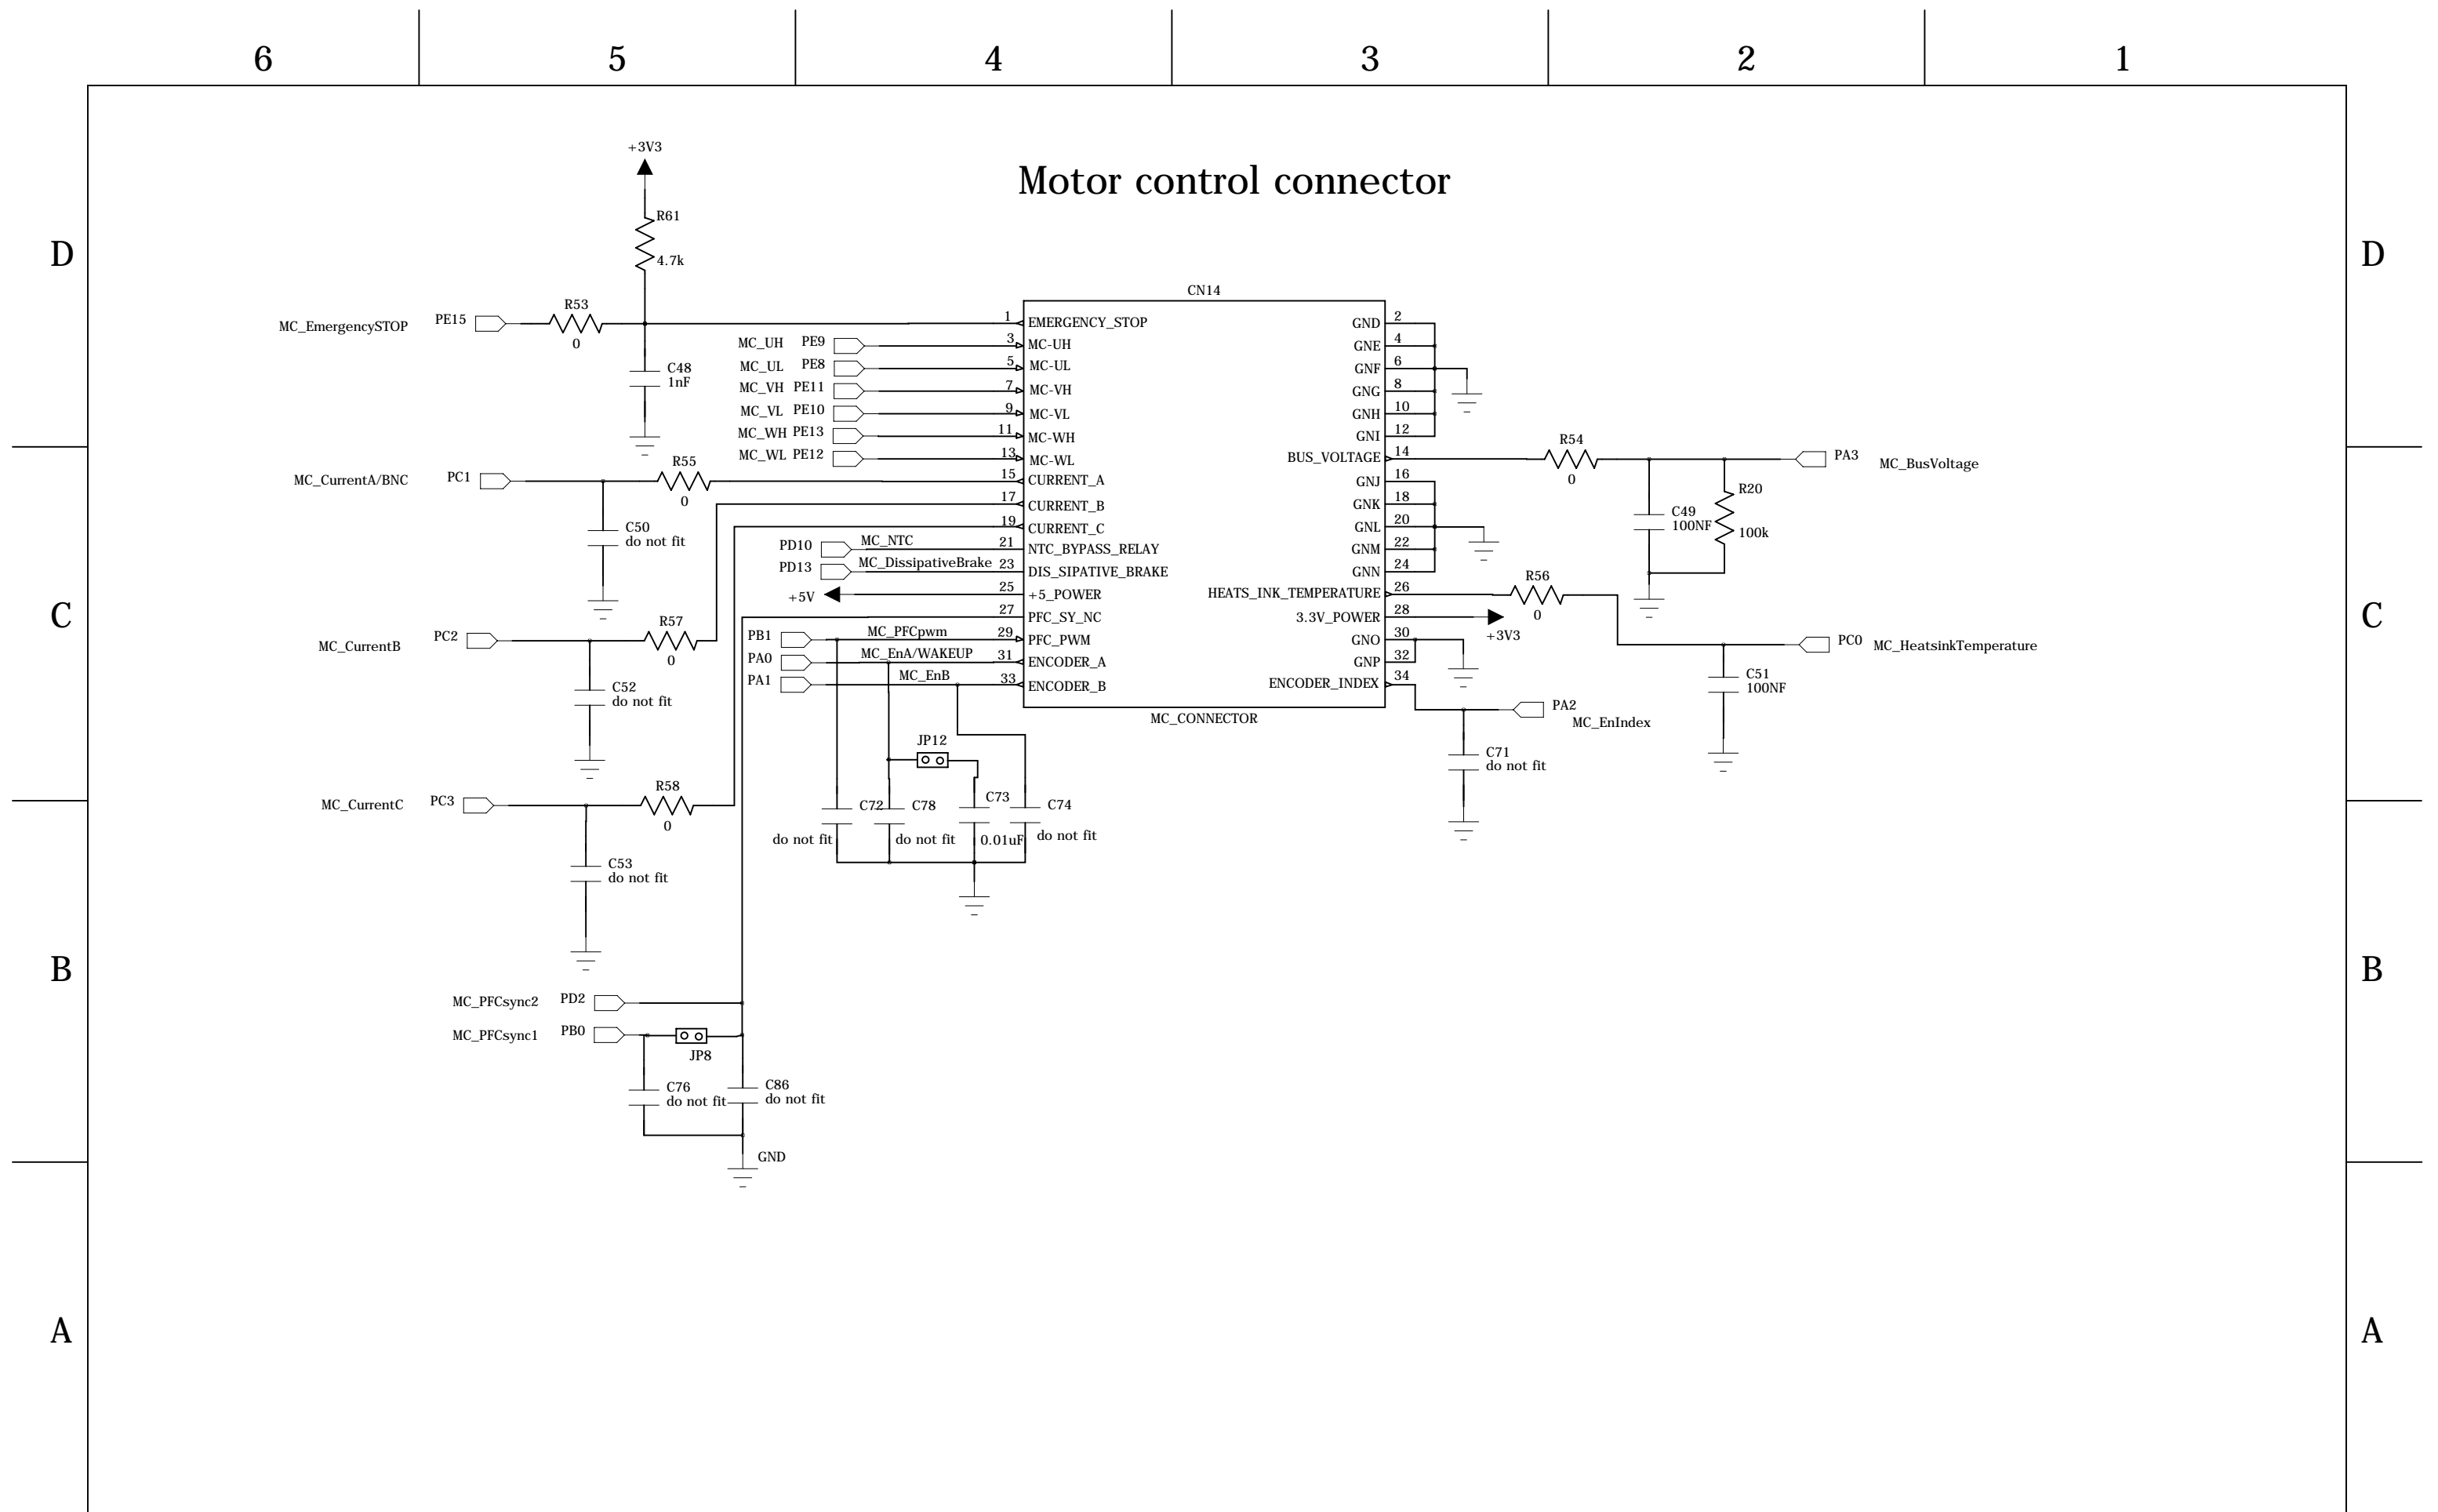 6 5 4 3 2 1
Motor control connector
D D
C C
B B
A A
+3V3
R61
4.7k
MC_EmergencySTOP PE15 R53
0
C48
1nF
MC_UH PE9
MC_UL PE8
MC_VH PE11
MC_VL PE10
MC_WH PE13
MC_WL PE12
MC_CurrentA/BNC PC1 R55
0
C50
do not fit
MC_CurrentB PC2 R57
0
C52
do not fit
MC_CurrentC PC3 R58
0
C53
do not fit
PD10 MC_NTC
PD13 MC_DissipativeBrake
+5V
PB1 MC_PFCpwm
PA0 MC_EnA/WAKEUP
PA1 MC_EnB
CN14
1 EMERGENCY_STOP
3 MC-UH
5 MC-UL
7 MC-VH
9 MC-VL
11 MC-WH
13 MC-WL
15 CURRENT_A
17 CURRENT_B
19 CURRENT_C
21 NTC_BYPASS_RELAY
23 DIS_SIPATIVE_BRAKE
25 +5_POWER
27 PFC_SY_NC
29 PFC_PWM
31 ENCODER_A
33 ENCODER_B
GND 2
GNE 4
GNF 6
GNG 8
GNH 10
GNI 12
BUS_VOLTAGE 14
GNJ 16
GNK 18
GNL 20
GNM 22
GNN 24
HEATS_INK_TEMPERATURE 26
3.3V_POWER 28
GNO 30
GNP 32
ENCODER_INDEX 34
MC_CONNECTOR
R54
0
PA3 MC_BusVoltage
C49
100NF
R20
100k
R56
0
+3V3
PC0 MC_HeatsinkTemperature
C51
100NF
PA2
MC_EnIndex
C71
do not fit
JP12
C72
do not fit
C78
do not fit
C73
0.01uF
C74
do not fit
MC_PFCsync2 PD2
MC_PFCsync1 PB0
JP8
C76
do not fit
C86
do not fit
GND